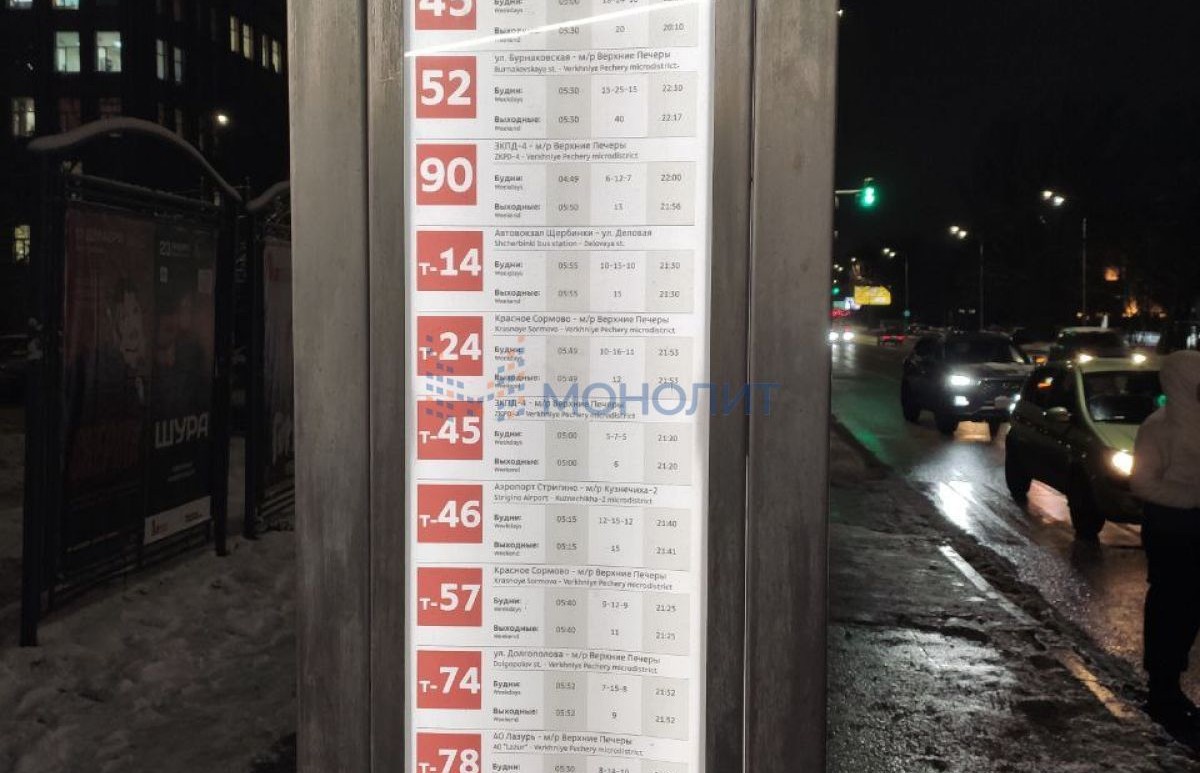 45
Будни: 05:00
Weekdays
Выходные: 05:30 20 20:10
Weekend
ул. Бурнаковская - м/р Верхние Печеры
Burnakovskaya st. - Verkhniye Pechery microdistrict
52
Будни: 05:30 15-25-15 22:30
Weekdays
Выходные: 05:30 40 22:17
Weekend
ЗКПД-4 - м/р Верхние Печеры
ZKPD-4 - Verkhniye Pechery microdistrict
90
Будни: 04:49 6-12-7 22:00
Weekdays
Выходные: 05:50 13 21:56
Weekend
Автовокзал Щербинки - ул. Деловая
Shcherbinki bus station - Delovaya st.
т-14
Будни: 05:55 10-15-10 21:30
Weekdays
Выходные: 05:55 15 21:30
Weekend
Красное Сормово - м/р Верхние Печеры
Krasnoye Sormovo - Verkhniye Pechery microdistrict
т-24
Будни: 05:49 10-16-11 21:53
Weekdays
Выходные: 05:49 12 21:53
МОНОЛИТ
ЗКПД-4 - м/р Верхние Печеры
ZKPD-4 - Verkhniye Pechery microdistrict
т-45
Будни: 05:00 5-7-5 21:30
Weekdays
Выходные: 05:00 6 21:20
Weekend
Аэропорт Стригино - м/р Кузнечиха-2
Strigino Airport - Kuznechikha-2 microdistrict
т-46
Будни: 05:15 12-15-12 21:40
Weekdays
Выходные: 05:15 15 21:41
Weekend
Красное Сормово - м/р Верхние Печеры
Krasnoye Sormovo - Verkhniye Pechery microdistrict
т-57
Будни: 05:40 9-12-9 21:25
Weekdays
Выходные: 05:40 11 21:25
Weekend
ул. Долгополова - м/р Верхние Печеры
Dolgopolov st. - Verkhniye Pechery microdistrict
т-74
Будни: 05:52 7-15-8 21:52
Weekdays
Выходные: 05:52 9 21:52
Weekend
АО Лазурь - м/р Верхние Печеры
AO "Lazur" - Verkhniye Pechery microdistrict
т-78
Будни: 05:30 8-14-10
ШУРА